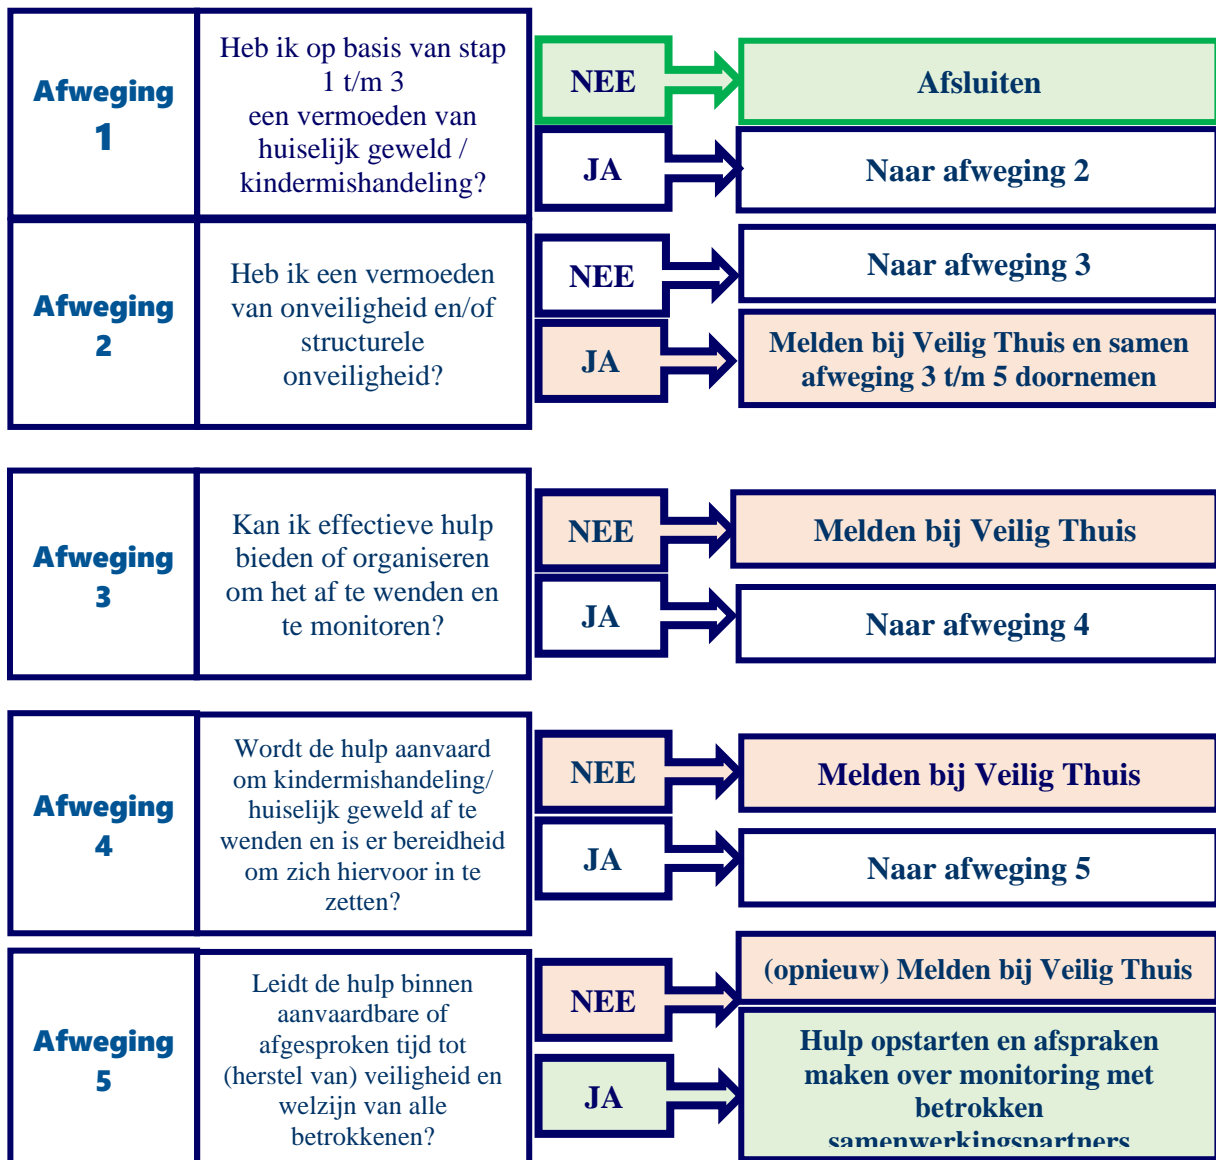 Afweging
1
Heb ik op basis van stap
1 t/m 3
een vermoeden van
huiselijk geweld /
kindermishandeling?
NEE
Afsluiten
JA
Naar afweging 2
Afweging
2
Heb ik een vermoeden
van onveiligheid en/of
structurele
onveiligheid?
NEE
Naar afweging 3
JA
Melden bij Veilig Thuis en samen
afweging 3 t/m 5 doornemen
Afweging
3
Kan ik effectieve hulp
bieden of organiseren
om het af te wenden en
te monitoren?
NEE
Melden bij Veilig Thuis
JA
Naar afweging 4
Afweging
4
Wordt de hulp aanvaard
om kindermishandeling/
huiselijk geweld af te
wenden en is er bereidheid
om zich hiervoor in te
zetten?
NEE
Melden bij Veilig Thuis
JA
Naar afweging 5
Afweging
5
Leidt de hulp binnen
aanvaardbare of
afgesproken tijd tot
(herstel van) veiligheid en
welzijn van alle
betrokkenen?
NEE
(opnieuw) Melden bij Veilig Thuis
JA
Hulp opstarten en afspraken
maken over monitoring met
betrokken
samenwerkingspartners